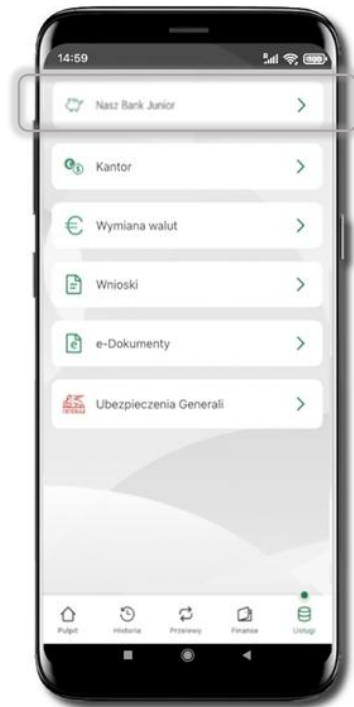 14:59
Nasz Bank Junior
Kantor
Wymiana walut
Wnioski
e-Dokumenty
Ubezpieczenia Generali
Pulpit Historia Przelewy Finanse Usługi